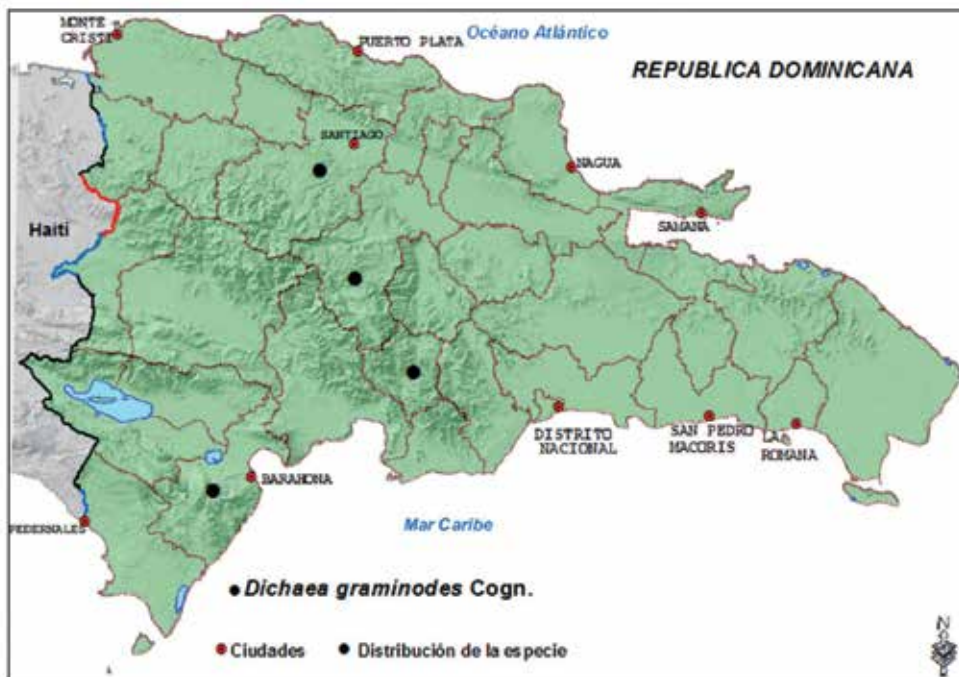 MONTE
CRISTI
PUERTO PLATA
Océano Atlántico
REPUBLICA DOMINICANA
SANTIAGO
NAGUA
SAMANA
Haití
DISTRITO
NACIONAL
SAN PEDRO
MACORIS
LA
ROMANA
BARAHONA
PEDERNALES
Mar Caribe
Dichaea graminodes Cogn.
Ciudades
Distribución de la especie
N